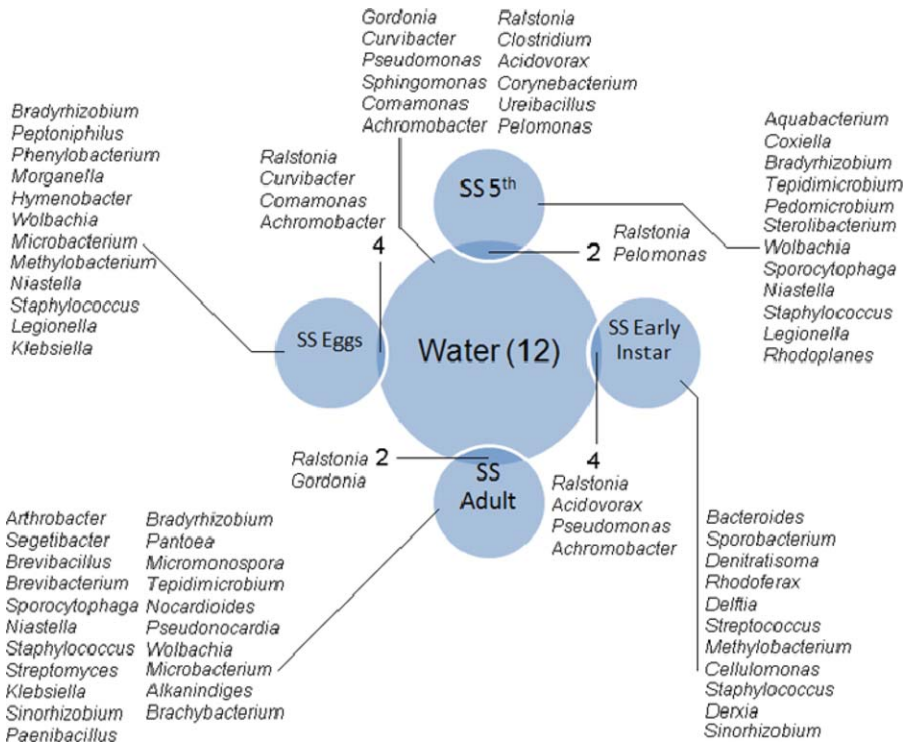 Gordonia
Curvibacter
Pseudomonas
Sphingomonas
Comamonas
Achromobacter
Ralstonia
Clostridium
Acidovorax
Corynebacterium
Ureibacillus
Pelomonas
Bradyrhizobium
Peptoniphilus
Phenylobacterium
Morganella
Hymenobacter
Wolbachia
Microbacterium
Methylobacterium
Niastella
Staphylococcus
Legionella
Klebsiella
Ralstonia
Curvibacter
Comamonas
Achromobacter
4
SS 5th
2
Ralstonia
Pelomonas
Aquabacterium
Coxiella
Bradyrhizobium
Tepidimicrobium
Pedomicrobium
Sterolibacterium
Wolbachia
Sporocytophaga
Niastella
Staphylococcus
Legionella
Rhodoplanes
SS Eggs
Water (12)
SS Early
Instar
Ralstonia 2
Gordonia
SS
Adult
4
Ralstonia
Acidovorax
Pseudomonas
Achromobacter
Arthrobacter
Segetibacter
Brevibacillus
Brevibacterium
Sporocytophaga
Niastella
Staphylococcus
Streptomyces
Klebsiella
Sinorhizobium
Paenibacillus
Bradyrhizobium
Pantoea
Micromonospora
Tepidimicrobium
Nocardioides
Pseudonocardia
Wolbachia
Microbacterium
Alkanindiges
Brachybacterium
Bacteroides
Sporobacterium
Denitratisoma
Rhodoferax
Delftia
Streptococcus
Methylobacterium
Cellulomonas
Staphylococcus
Derxia
Sinorhizobium